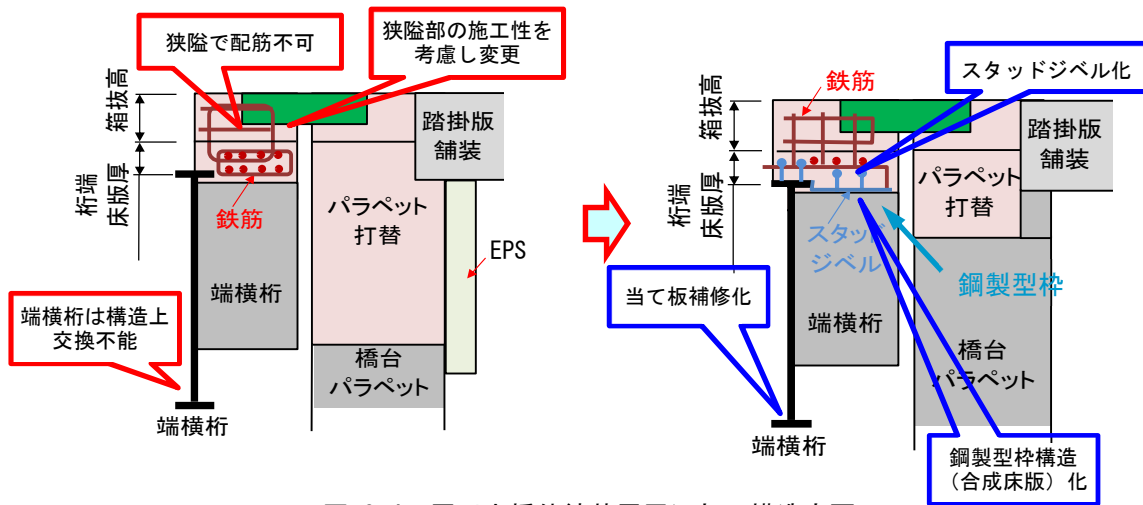 狭隘で配筋不可
狭隘部の施工性を
考慮し変更
箱抜高
桁端
床版厚
鉄筋
踏掛版
舗装
パラペット
打替
EPS
端横桁
端横桁は構造上
交換不能
橋台
パラペット
端横桁
スタッドジベル化
鉄筋
箱抜高
桁端
床版厚
踏掛版
舗装
パラペット
打替
スタッド
ジベル
鋼製型枠
当て板補修化
端横桁
橋台
パラペット
端横桁
鋼製型枠構造
（合成床版）化